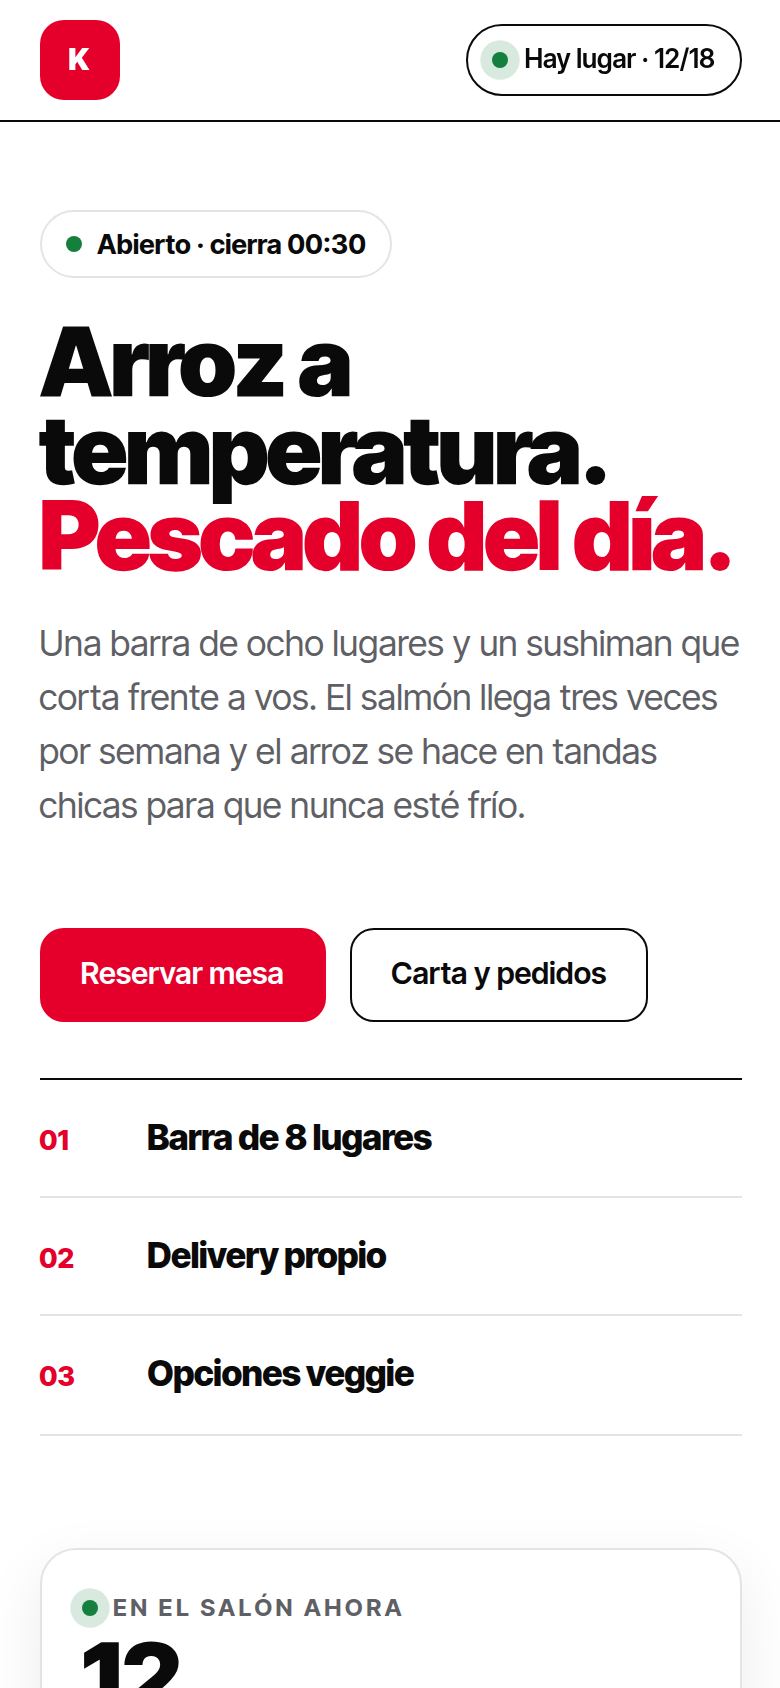 K
Hay lugar · 12/18
Abierto · cierra 00:30
Arroz a
temperatura.
Pescado del día.
Una barra de ocho lugares y un sushiman que
corta frente a vos. El salmón llega tres veces
por semana y el arroz se hace en tandas
chicas para que nunca esté frío.
Reservar mesa
Carta y pedidos
01 Barra de 8 lugares
02 Delivery propio
03 Opciones veggie
EN EL SALÓN AHORA
12